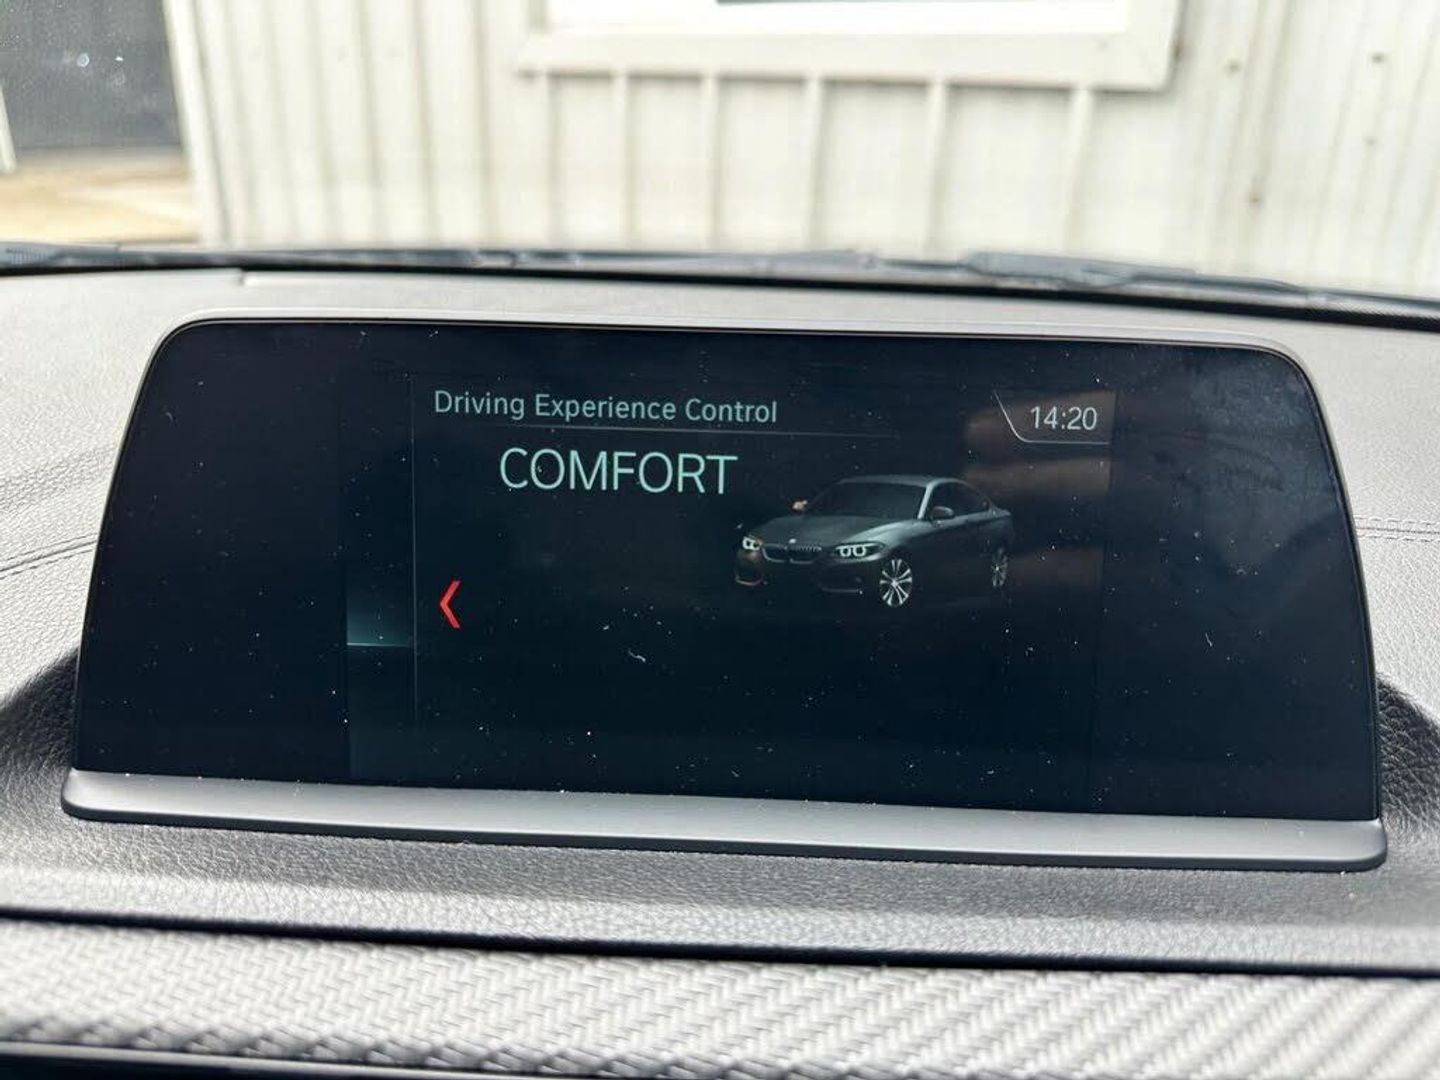 Driving Experience Control
14:20
COMFORT